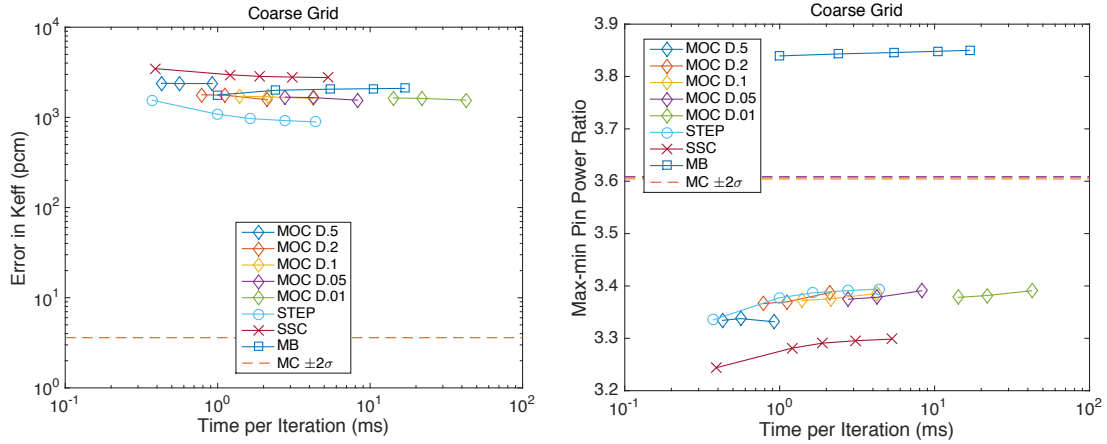 Coarse Grid
10^4
10^3
10^2
10^1
10^0
Error in Keff (pcm)
MOC D.5
MOC D.2
MOC D.1
MOC D.05
MOC D.01
STEP
SSC
MB
MC ±2σ
10^-1
10^0
10^1
10^2
Time per Iteration (ms)
Coarse Grid
3.9
3.8
3.7
3.6
3.5
3.4
3.3
3.2
Max-min Pin Power Ratio
MOC D.5
MOC D.2
MOC D.1
MOC D.05
MOC D.01
STEP
SSC
MB
MC ±2σ
10^-1
10^0
10^1
10^2
Time per Iteration (ms)